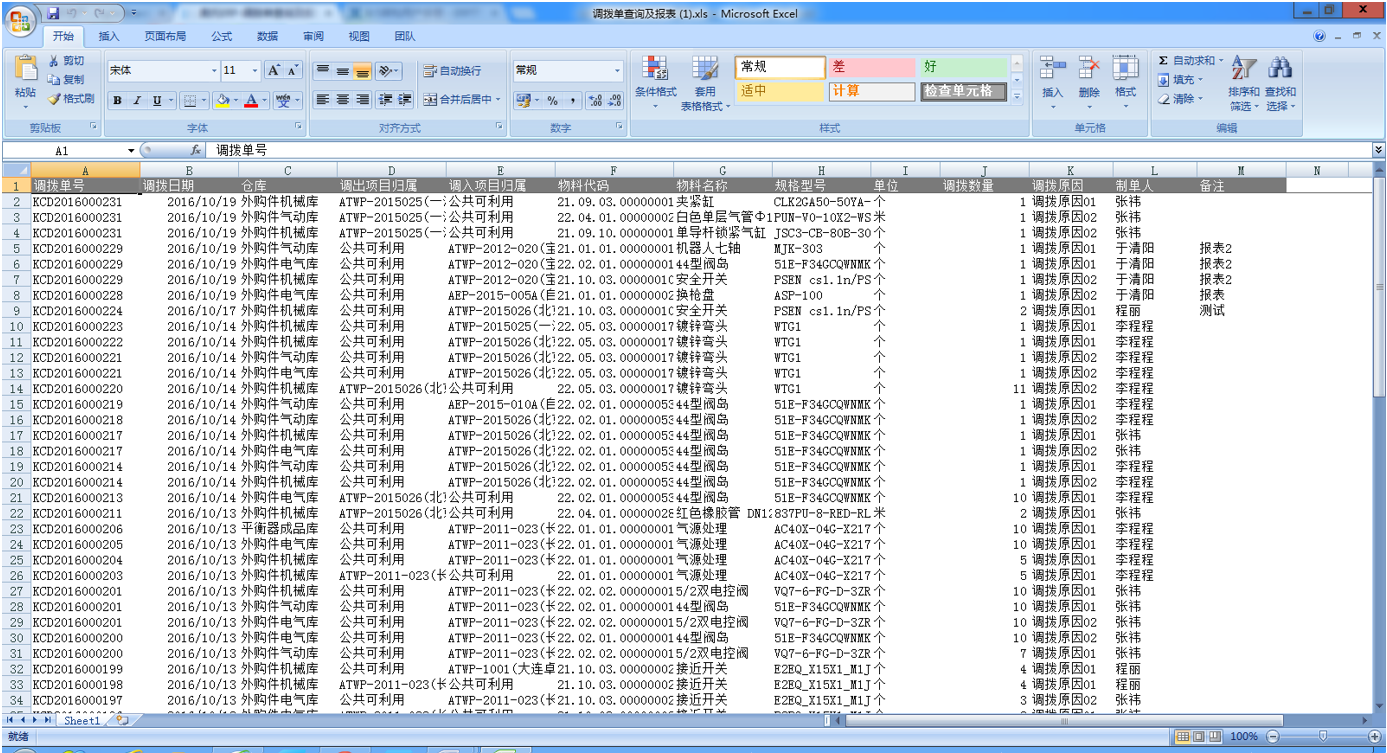 调拨单查询及报表 (1).xls - Microsoft Excel
开始 插入 页面布局 公式 数据 审阅 视图 团队
粘贴 剪切 复制 格式刷 剪贴板
宋体 11 B I U 字体
自动换行 合并后居中 对齐方式
常规 % , 数字
条件格式 套用表格格式 常规 差 好 适中 计算 检查单元格 样式
插入 删除 格式 单元格
Σ 自动求和 填充 清除 排序和筛选 查找和选择 编辑
A1 fx 调拨单号
A B C D E F G H I J K L M N
1 调拨单号 调拨日期 仓库 调出项目归属 调入项目归属 物料代码 物料名称 规格型号 单位 调拨数量 调拨原因 制单人 备注
2 KCD2016000231 2016/10/19 外购件机械库 ATWP-2015025(一 公共可利用 21.09.03.00000001 夹紧缸 CLK2GA50-50YA- 个 1 调拨原因01 张祎
3 KCD2016000231 2016/10/19 外购件气动库 ATWP-2015025(一 公共可利用 22.04.01.00000002 白色单层气管Φ1 PUN-V0-10X2-WS 米 1 调拨原因02 张祎
4 KCD2016000231 2016/10/19 外购件机械库 ATWP-2015025(一 公共可利用 21.09.10.00000001 单导杆锁紧气缸 JSC3-CB-80B-30 个 1 调拨原因02 张祎
5 KCD2016000229 2016/10/19 外购件气动库 公共可利用 ATWP-2012-020(宝 21.01.01.00000001 机器人七轴 MJK-303 个 1 调拨原因01 于清阳 报表2
6 KCD2016000229 2016/10/19 外购件电气库 公共可利用 ATWP-2012-020(宝 22.02.01.00000001 44型阀岛 51E-F34GCQWNMK 个 1 调拨原因02 于清阳 报表2
7 KCD2016000229 2016/10/19 外购件机械库 公共可利用 ATWP-2012-020(宝 21.10.03.0000001C 安全开关 PSEN cs1.1n/PS 个 1 调拨原因01 于清阳 报表2
8 KCD2016000228 2016/10/19 外购件电气库 公共可利用 AEP-2015-005A(自 21.01.01.00000002 换枪盘 ASP-100 个 1 调拨原因02 于清阳 报表
9 KCD2016000224 2016/10/17 外购件机械库 公共可利用 ATWP-2015026(北 21.10.03.0000001C 安全开关 PSEN cs1.1n/PS 个 2 调拨原因01 程丽 测试
10 KCD2016000223 2016/10/14 外购件机械库 公共可利用 ATWP-2015025(一 22.05.03.00000017 镀锌弯头 WTG1 个 1 调拨原因01 李程程
11 KCD2016000222 2016/10/14 外购件机械库 公共可利用 ATWP-2015026(北 22.05.03.00000017 镀锌弯头 WTG1 个 1 调拨原因01 李程程
12 KCD2016000221 2016/10/14 外购件气动库 公共可利用 ATWP-2015026(北 22.05.03.00000017 镀锌弯头 WTG1 个 1 调拨原因02 李程程
13 KCD2016000221 2016/10/14 外购件电气库 公共可利用 ATWP-2015026(北 22.05.03.00000017 镀锌弯头 WTG1 个 1 调拨原因02 李程程
14 KCD2016000220 2016/10/14 外购件机械库 ATWP-2015026(北 公共可利用 22.05.03.00000017 镀锌弯头 WTG1 个 11 调拨原因02 李程程
15 KCD2016000219 2016/10/14 外购件气动库 公共可利用 AEP-2015-010A(自 22.02.01.00000053 44型阀岛 51E-F34GCQWNMK 个 1 调拨原因01 李程程
16 KCD2016000218 2016/10/14 外购件气动库 公共可利用 ATWP-2015026(北 22.02.01.00000053 44型阀岛 51E-F34GCQWNMK 个 1 调拨原因02 李程程
17 KCD2016000217 2016/10/14 外购件机械库 公共可利用 ATWP-2015026(北 22.02.01.00000053 44型阀岛 51E-F34GCQWNMK 个 1 调拨原因01 张祎
18 KCD2016000217 2016/10/14 外购件电气库 公共可利用 ATWP-2015026(北 22.02.01.00000053 44型阀岛 51E-F34GCQWNMK 个 1 调拨原因02 张祎
19 KCD2016000214 2016/10/14 外购件气动库 公共可利用 ATWP-2015026(北 22.02.01.00000053 44型阀岛 51E-F34GCQWNMK 个 1 调拨原因01 李程程
20 KCD2016000214 2016/10/14 外购件机械库 公共可利用 ATWP-2015026(北 22.02.01.00000053 44型阀岛 51E-F34GCQWNMK 个 1 调拨原因02 李程程
21 KCD2016000213 2016/10/14 外购件电气库 ATWP-2015026(北 公共可利用 22.02.01.00000053 44型阀岛 51E-F34GCQWNMK 个 10 调拨原因01 李程程
22 KCD2016000211 2016/10/13 外购件机械库 ATWP-2015026(北 公共可利用 22.04.01.00000028 红色橡胶管 DN12 837PU-8-RED-RL 米 2 调拨原因01 张祎
23 KCD2016000206 2016/10/13 平衡器成品库 公共可利用 ATWP-2011-023(长 22.01.01.00000001 气源处理 AC40X-04G-X217 个 10 调拨原因01 李程程
24 KCD2016000205 2016/10/13 外购件电气库 公共可利用 ATWP-2011-023(长 22.01.01.00000001 气源处理 AC40X-04G-X217 个 10 调拨原因01 李程程
25 KCD2016000204 2016/10/13 外购件机械库 公共可利用 ATWP-2011-023(长 22.01.01.00000001 气源处理 AC40X-04G-X217 个 5 调拨原因01 李程程
26 KCD2016000203 2016/10/13 外购件机械库 ATWP-2011-023(长 公共可利用 22.01.01.00000001 气源处理 AC40X-04G-X217 个 5 调拨原因01 李程程
27 KCD2016000201 2016/10/13 外购件机械库 公共可利用 ATWP-2011-023(长 22.02.02.00000001 5/2双电控阀 VQ7-6-FG-D-3ZR 个 10 调拨原因01 张祎
28 KCD2016000201 2016/10/13 外购件气动库 公共可利用 ATWP-2011-023(长 22.02.01.00000001 44型阀岛 51E-F34GCQWNMK 个 10 调拨原因02 张祎
29 KCD2016000201 2016/10/13 外购件电气库 公共可利用 ATWP-2011-023(长 22.02.02.00000001 5/2双电控阀 VQ7-6-FG-D-3ZR 个 10 调拨原因02 张祎
30 KCD2016000200 2016/10/13 外购件电气库 公共可利用 ATWP-2011-023(长 22.02.01.00000001 44型阀岛 51E-F34GCQWNMK 个 10 调拨原因02 张祎
31 KCD2016000200 2016/10/13 外购件气动库 公共可利用 ATWP-2011-023(长 22.02.02.00000001 5/2双电控阀 VQ7-6-FG-D-3ZR 个 7 调拨原因02 张祎
32 KCD2016000199 2016/10/13 外购件机械库 公共可利用 ATWP-1001(大连卓 21.10.03.00000002 接近开关 E2EQ_X15X1_M1J 个 4 调拨原因01 程丽
33 KCD2016000198 2016/10/13 外购件机械库 ATWP-2011-023(长 公共可利用 21.10.03.00000002 接近开关 E2EQ_X15X1_M1J 个 4 调拨原因01 程丽
34 KCD2016000197 2016/10/13 外购件电气库 公共可利用 ATWP-2011-023(长 21.10.03.00000002 接近开关 E2EQ_X15X1_M1J 个 3 调拨原因02 张祎
Sheet1
就绪 100%